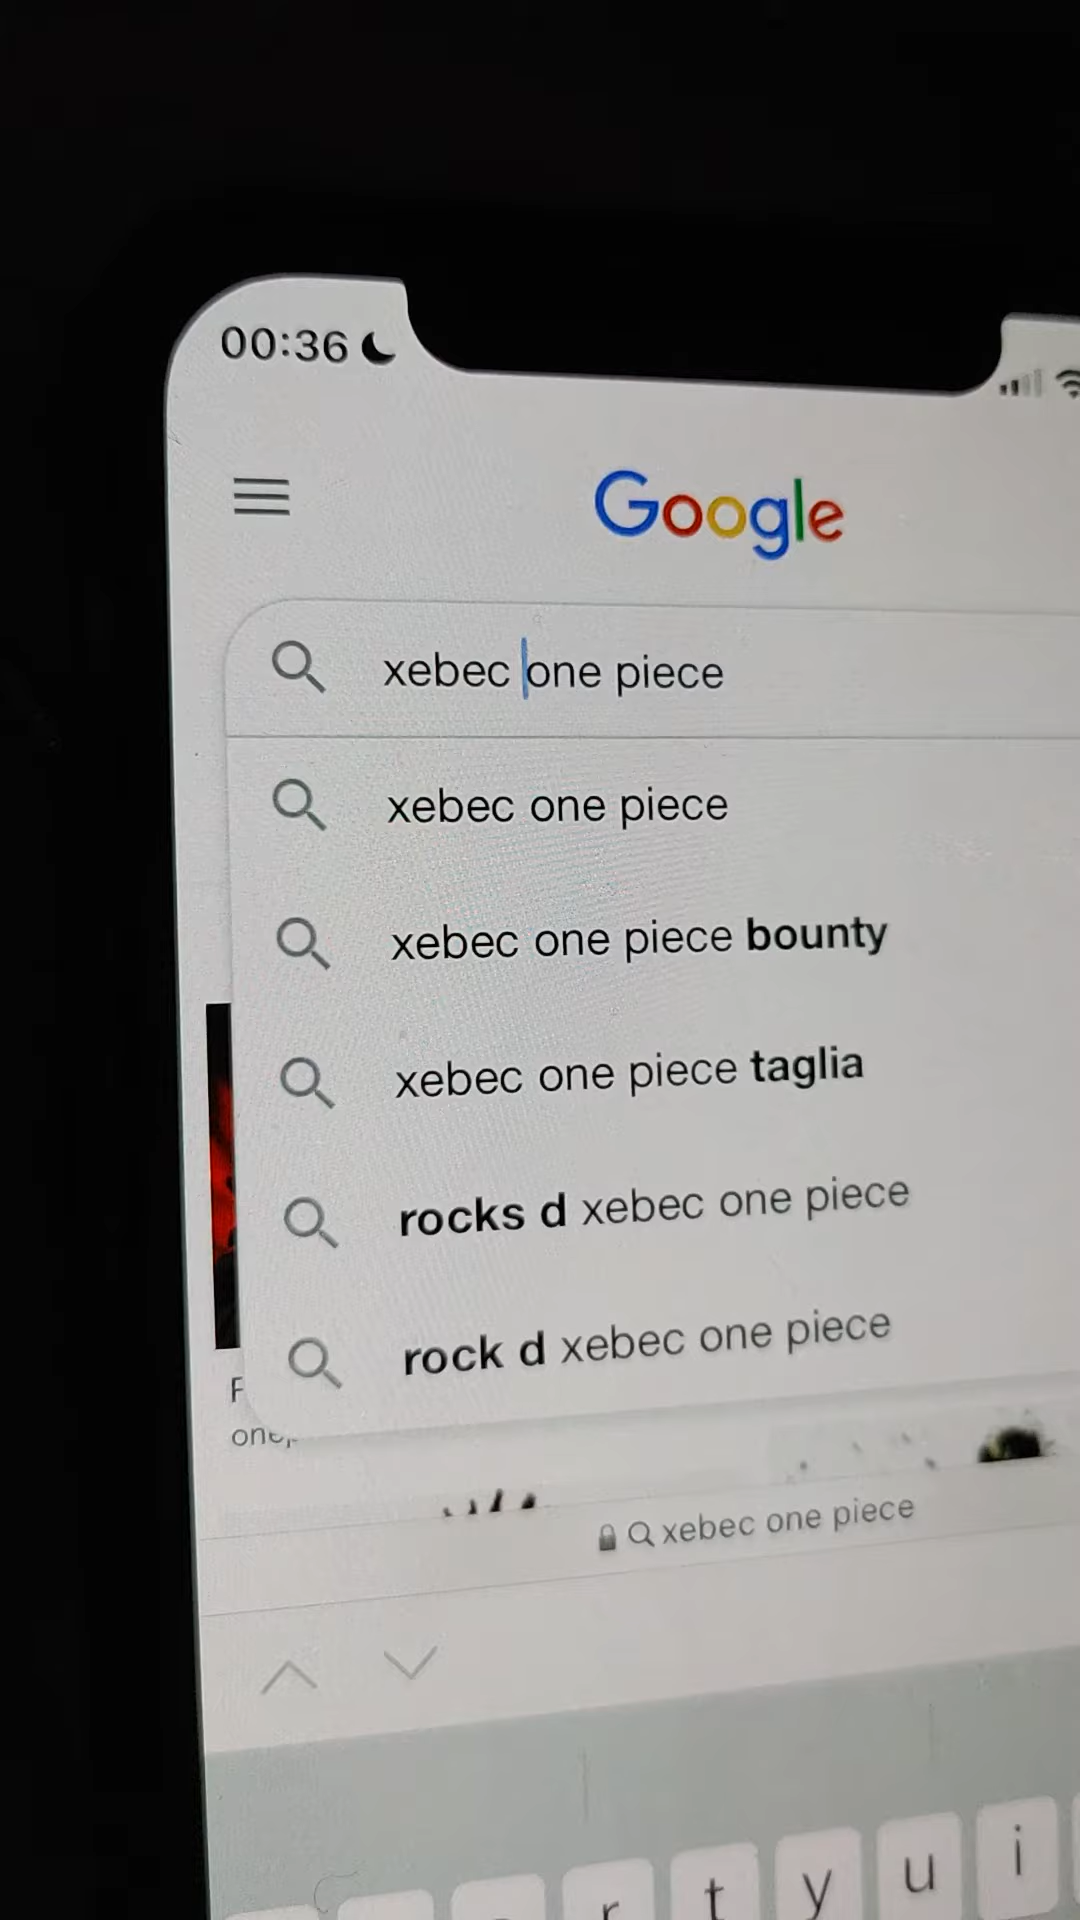 00:36
Google
xebec one piece
xebec one piece
xebec one piece bounty
xebec one piece taglia
rocks d xebec one piece
rock d xebec one piece
F
xebec one piece
r t y u i